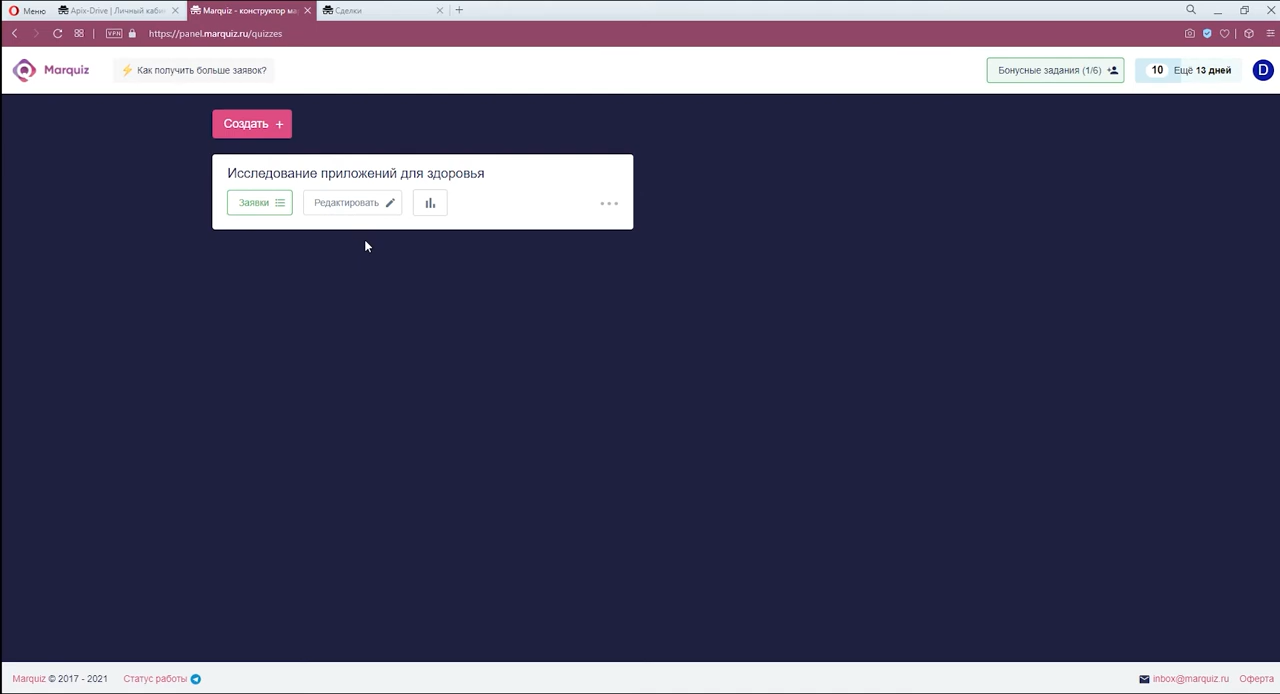 Меню
Apix-Drive | Личный каби
Marquiz - конструктор ма
Сделки
VPN
https://panel.marquiz.ru/quizzes
Marquiz
Как получить больше заявок?
Бонусные задания (1/6)
10 Ещё 13 дней
D
Создать +
Исследование приложений для здоровья
Заявки
Редактировать
Marquiz © 2017 - 2021
Статус работы
inbox@marquiz.ru
Оферта